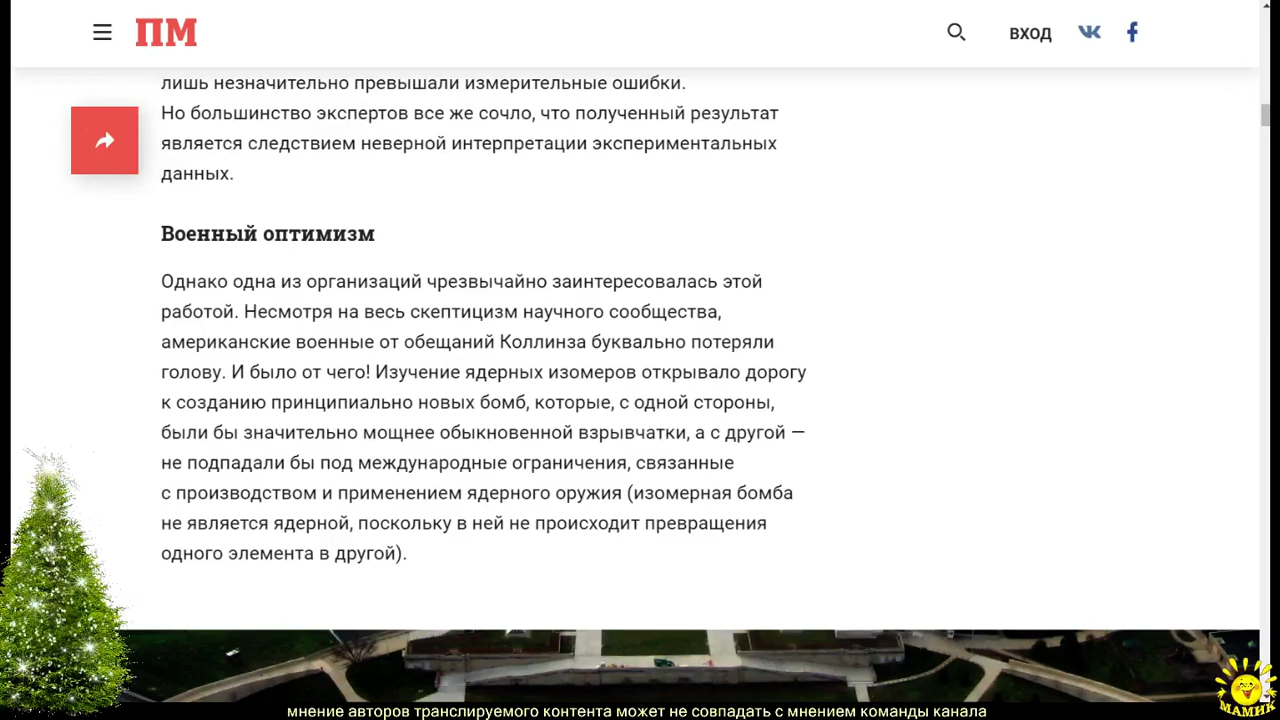 ПМ
ВХОД
лишь незначительно превышали измерительные ошибки.
Но большинство экспертов все же сочло, что полученный результат
является следствием неверной интерпретации экспериментальных
данных.
Военный оптимизм
Однако одна из организаций чрезвычайно заинтересовалась этой
работой. Несмотря на весь скептицизм научного сообщества,
американские военные от обещаний Коллинза буквально потеряли
голову. И было от чего! Изучение ядерных изомеров открывало дорогу
к созданию принципиально новых бомб, которые, с одной стороны,
были бы значительно мощнее обыкновенной взрывчатки, а с другой —
не подпадали бы под международные ограничения, связанные
с производством и применением ядерного оружия (изомерная бомба
не является ядерной, поскольку в ней не происходит превращения
одного элемента в другой).
МАМИК
мнение авторов транслируемого контента может не совпадать с мнением команды канала